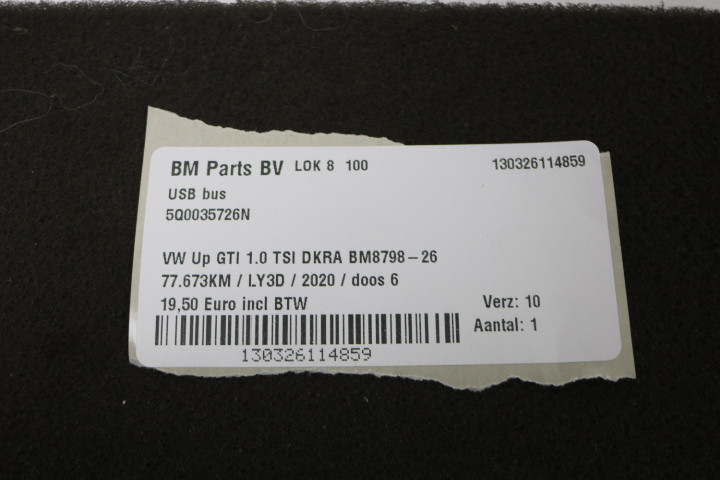 BM Parts BV LOK 8 100 130326114859
USB bus
5Q0035726N
VW Up GTI 1.0 TSI DKRA BM8798-26
77.673KM / LY3D / 2020 / doos 6
19,50 Euro incl BTW Verz: 10
Aantal: 1
130326114859